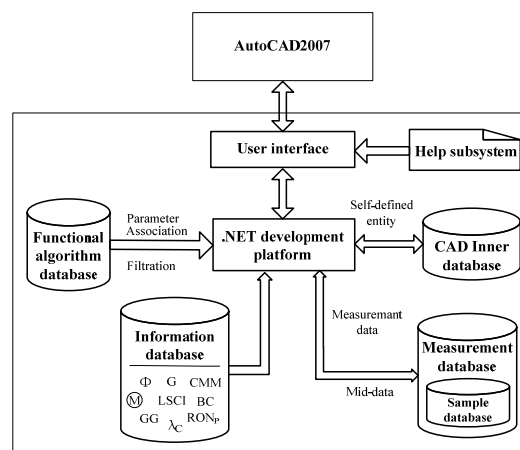 AutoCAD2007
User interface
Help subsystem
Parameter
Association
Filtration
Functional
algorithm
database
.NET development
platform
Self-defined
entity
CAD Inner
database
Information
database
Φ G CMM
Ⓜ LSCI BC
GG λC RONP
Measuremant
data
Mid-data
Measurement
database
Sample
database